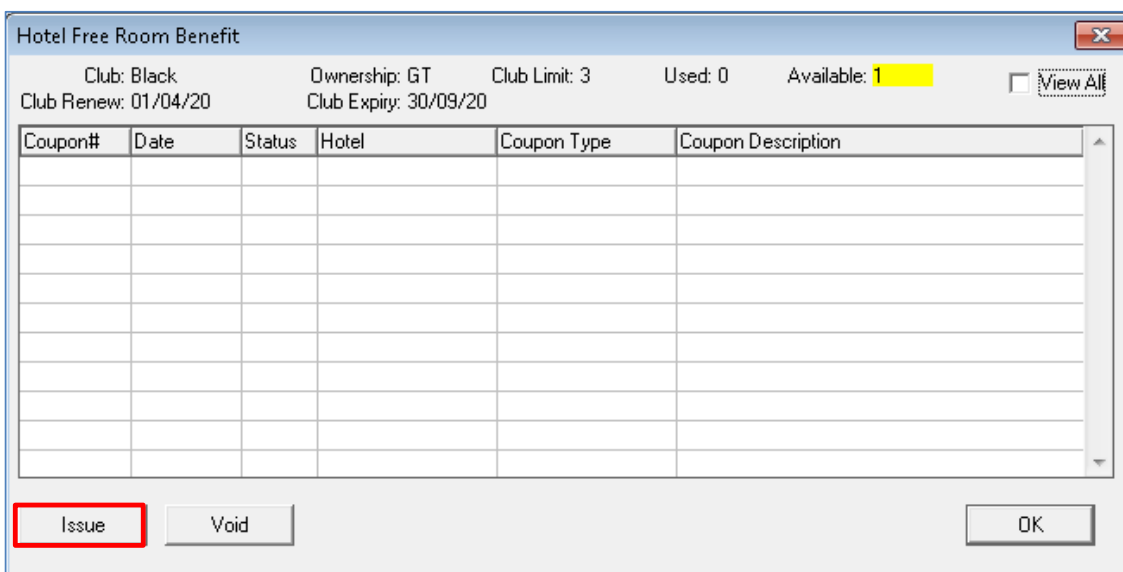 Hotel Free Room Benefit
Club: Black Ownership: GT Club Limit: 3 Used: 0 Available: 1 View All
Club Renew: 01/04/20 Club Expiry: 30/09/20
Coupon# Date Status Hotel Coupon Type Coupon Description
Issue Void OK